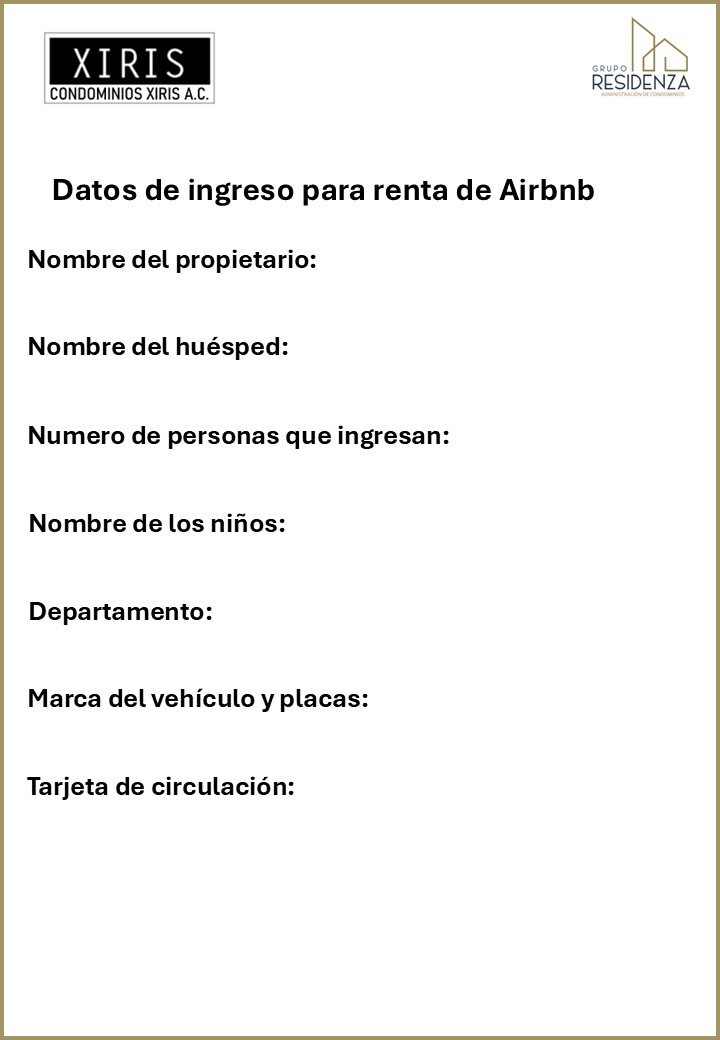 XIRIS
CONDOMINIOS XIRIS A.C.
GRUPO
RESIDENZA
ADMINISTRACIÓN DE CONDOMINIOS
Datos de ingreso para renta de Airbnb
Nombre del propietario:
Nombre del huésped:
Numero de personas que ingresan:
Nombre de los niños:
Departamento:
Marca del vehículo y placas:
Tarjeta de circulación: